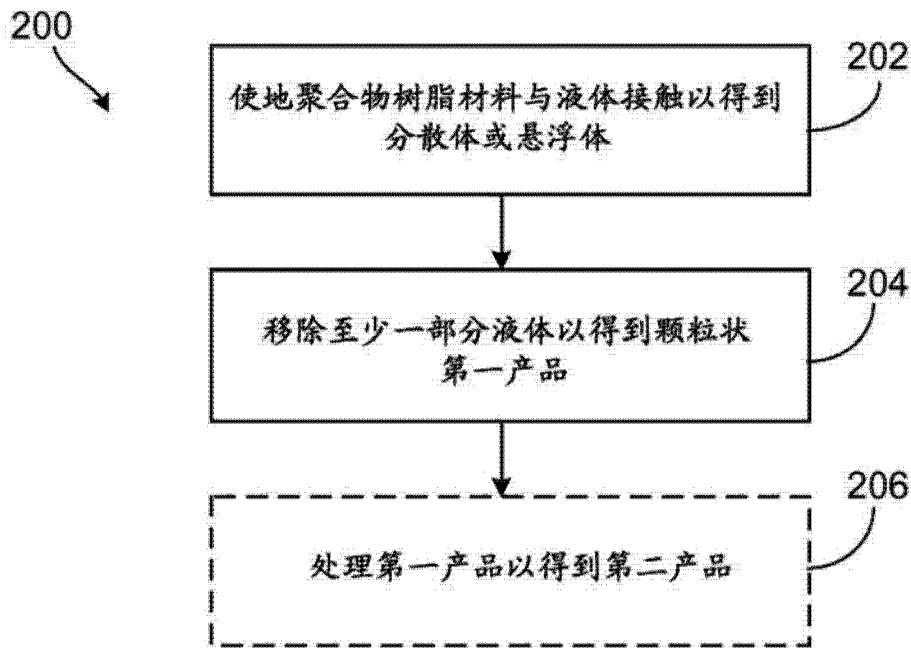 200
202
使地聚合物树脂材料与液体接触以得到
分散体或悬浮体
204
移除至少一部分液体以得到颗粒状
第一产品
206
处理第一产品以得到第二产品